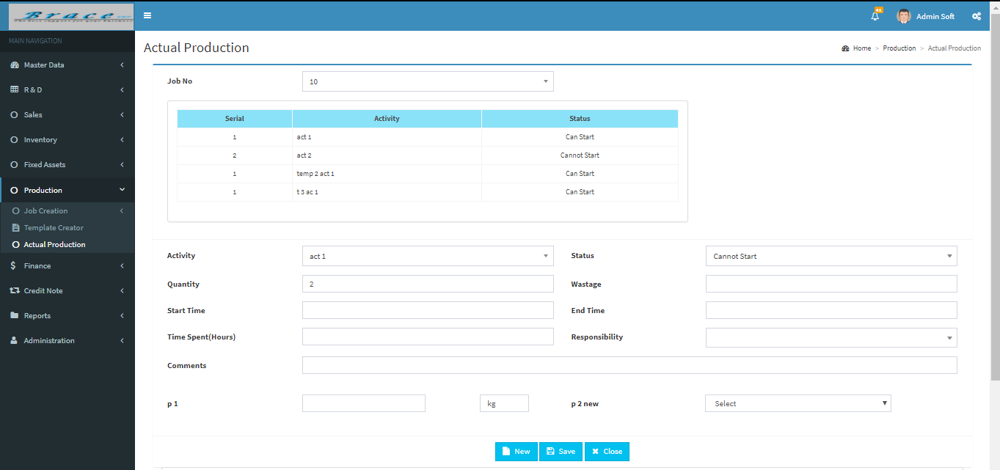 Brace ERP
41
Admin Soft
MAIN NAVIGATION
Master Data
R & D
Sales
Inventory
Fixed Assets
Production
Job Creation
Template Creator
Actual Production
Finance
Credit Note
Reports
Administration
Actual Production
Home > Production > Actual Production
Job No 10
Serial Activity Status
1 act 1 Can Start
2 act 2 Cannot Start
1 temp 2 act 1 Can Start
1 t 3 ac 1 Can Start
Activity act 1 Status Cannot Start
Quantity 2 Wastage
Start Time End Time
Time Spent(Hours) Responsibility
Comments
p 1 kg p 2 new Select
New Save Close